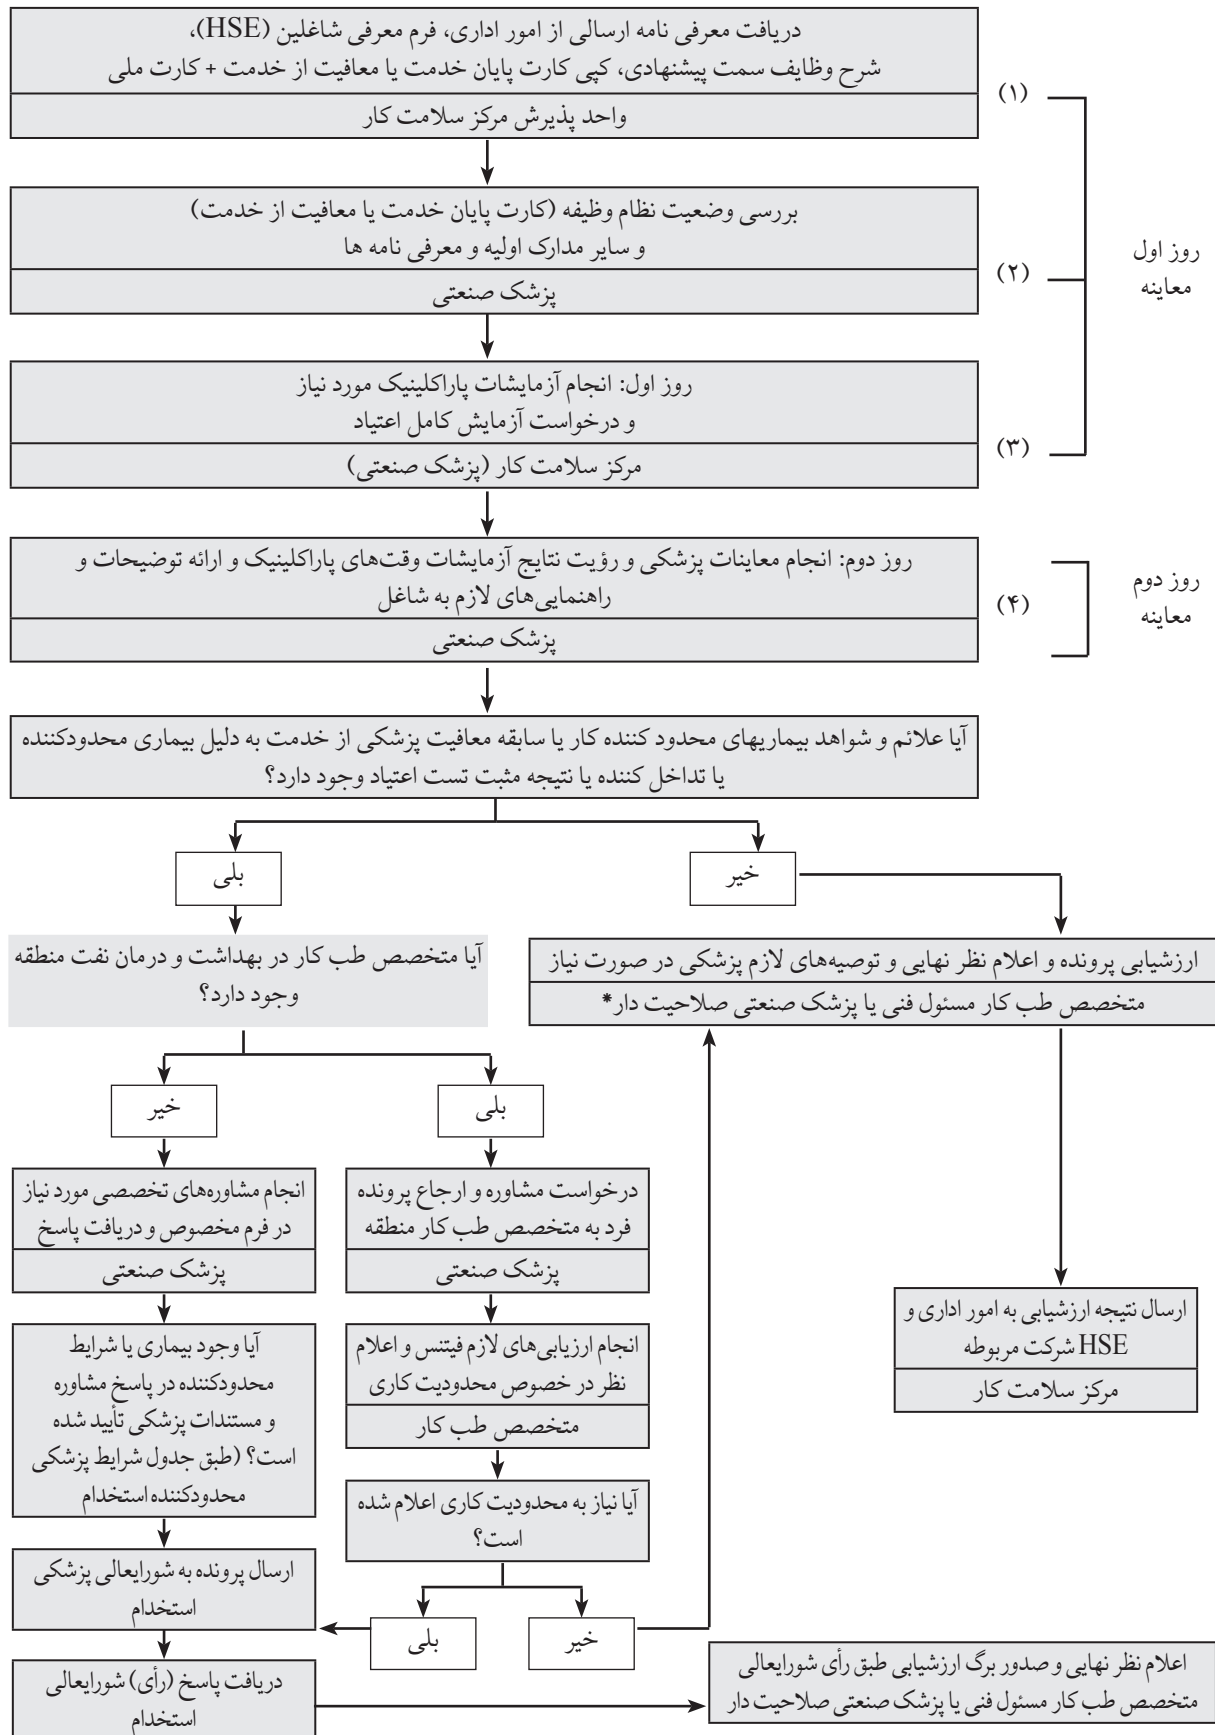 دریافت معرفی نامه ارسالی از امور اداری، فرم معرفی شاغلین (HSE)،
شرح وظایف سمت پیشنهادی، کپی کارت پایان خدمت یا معافیت از خدمت + کارت ملی
واحد پذیرش مرکز سلامت کار
(۱)
بررسی وضعیت نظام وظیفه (کارت پایان خدمت یا معافیت از خدمت)
و سایر مدارک اولیه و معرفی نامه ها
پزشک صنعتی
(۲)
روز اول
معاینه
روز اول: انجام آزمایشات پاراکلینیک مورد نیاز
و درخواست آزمایش کامل اعتیاد
مرکز سلامت کار (پزشک صنعتی)
(۳)
روز دوم: انجام معاینات پزشکی و رؤیت نتایج آزمایشات وقت‌های پاراکلینیک و ارائه توضیحات و
راهنمایی‌های لازم به شاغل
پزشک صنعتی
(۴)
روز دوم
معاینه
آیا علائم و شواهد بیماریهای محدود کننده کار یا سابقه معافیت پزشکی از خدمت به دلیل بیماری محدودکننده
یا تداخل کننده یا نتیجه مثبت تست اعتیاد وجود دارد؟
خیر
بلی
ارزشیابی پرونده و اعلام نظر نهایی و توصیه‌های لازم پزشکی در صورت نیاز
متخصص طب کار مسئول فنی یا پزشک صنعتی صلاحیت دار*
آیا متخصص طب کار در بهداشت و درمان نفت منطقه
وجود دارد؟
بلی
خیر
درخواست مشاوره و ارجاع پرونده
فرد به متخصص طب کار منطقه
پزشک صنعتی
انجام مشاوره‌های تخصصی مورد نیاز
در فرم مخصوص و دریافت پاسخ
پزشک صنعتی
ارسال نتیجه ارزشیابی به امور اداری و
HSE شرکت مربوطه
مرکز سلامت کار
انجام ارزیابی‌های لازم فیتنس و اعلام
نظر در خصوص محدودیت کاری
متخصص طب کار
آیا وجود بیماری یا شرایط
محدودکننده در پاسخ مشاوره
و مستندات پزشکی تأیید شده
است؟ (طبق جدول شرایط پزشکی
محدودکننده استخدام
آیا نیاز به محدودیت کاری اعلام شده
است؟
ارسال پرونده به شورایعالی پزشکی
استخدام
خیر
بلی
اعلام نظر نهایی و صدور برگ ارزشیابی طبق رأی شورایعالی
متخصص طب کار مسئول فنی یا پزشک صنعتی صلاحیت دار
دریافت پاسخ (رأی) شورایعالی
استخدام